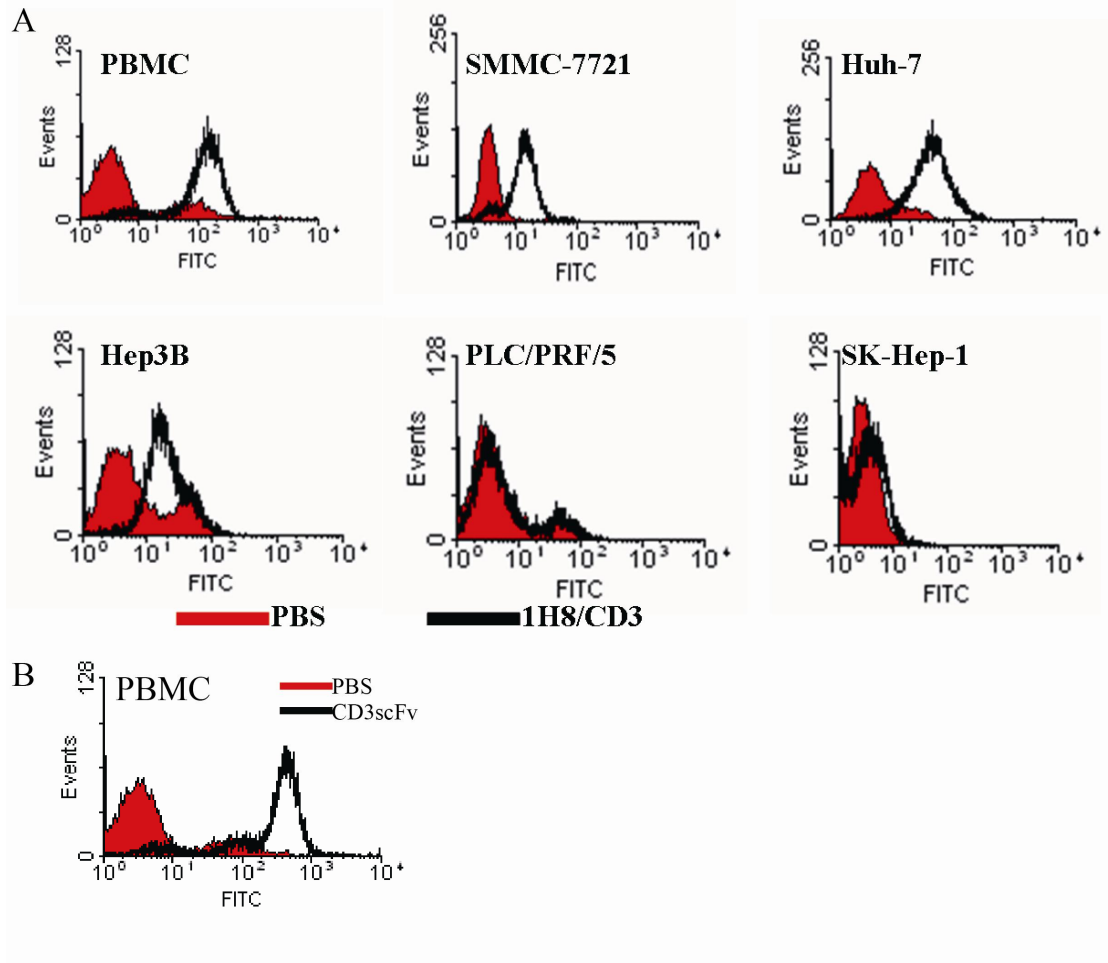 A
PBMC
128
Events
0
10⁰ 10¹ 10² 10³ 10⁴
FITC
SMMC-7721
256
Events
0
10⁰ 10¹ 10² 10³ 10⁴
FITC
Huh-7
256
Events
0
10⁰ 10¹ 10² 10³ 10⁴
FITC
Hep3B
128
Events
0
10⁰ 10¹ 10² 10³ 10⁴
FITC
PLC/PRF/5
128
Events
0
10⁰ 10¹ 10² 10³ 10⁴
FITC
SK-Hep-1
128
Events
0
10⁰ 10¹ 10² 10³ 10⁴
FITC
PBS
1H8/CD3
B
PBMC
128
Events
0
10⁰ 10¹ 10² 10³ 10⁴
FITC
PBS
CD3scFv